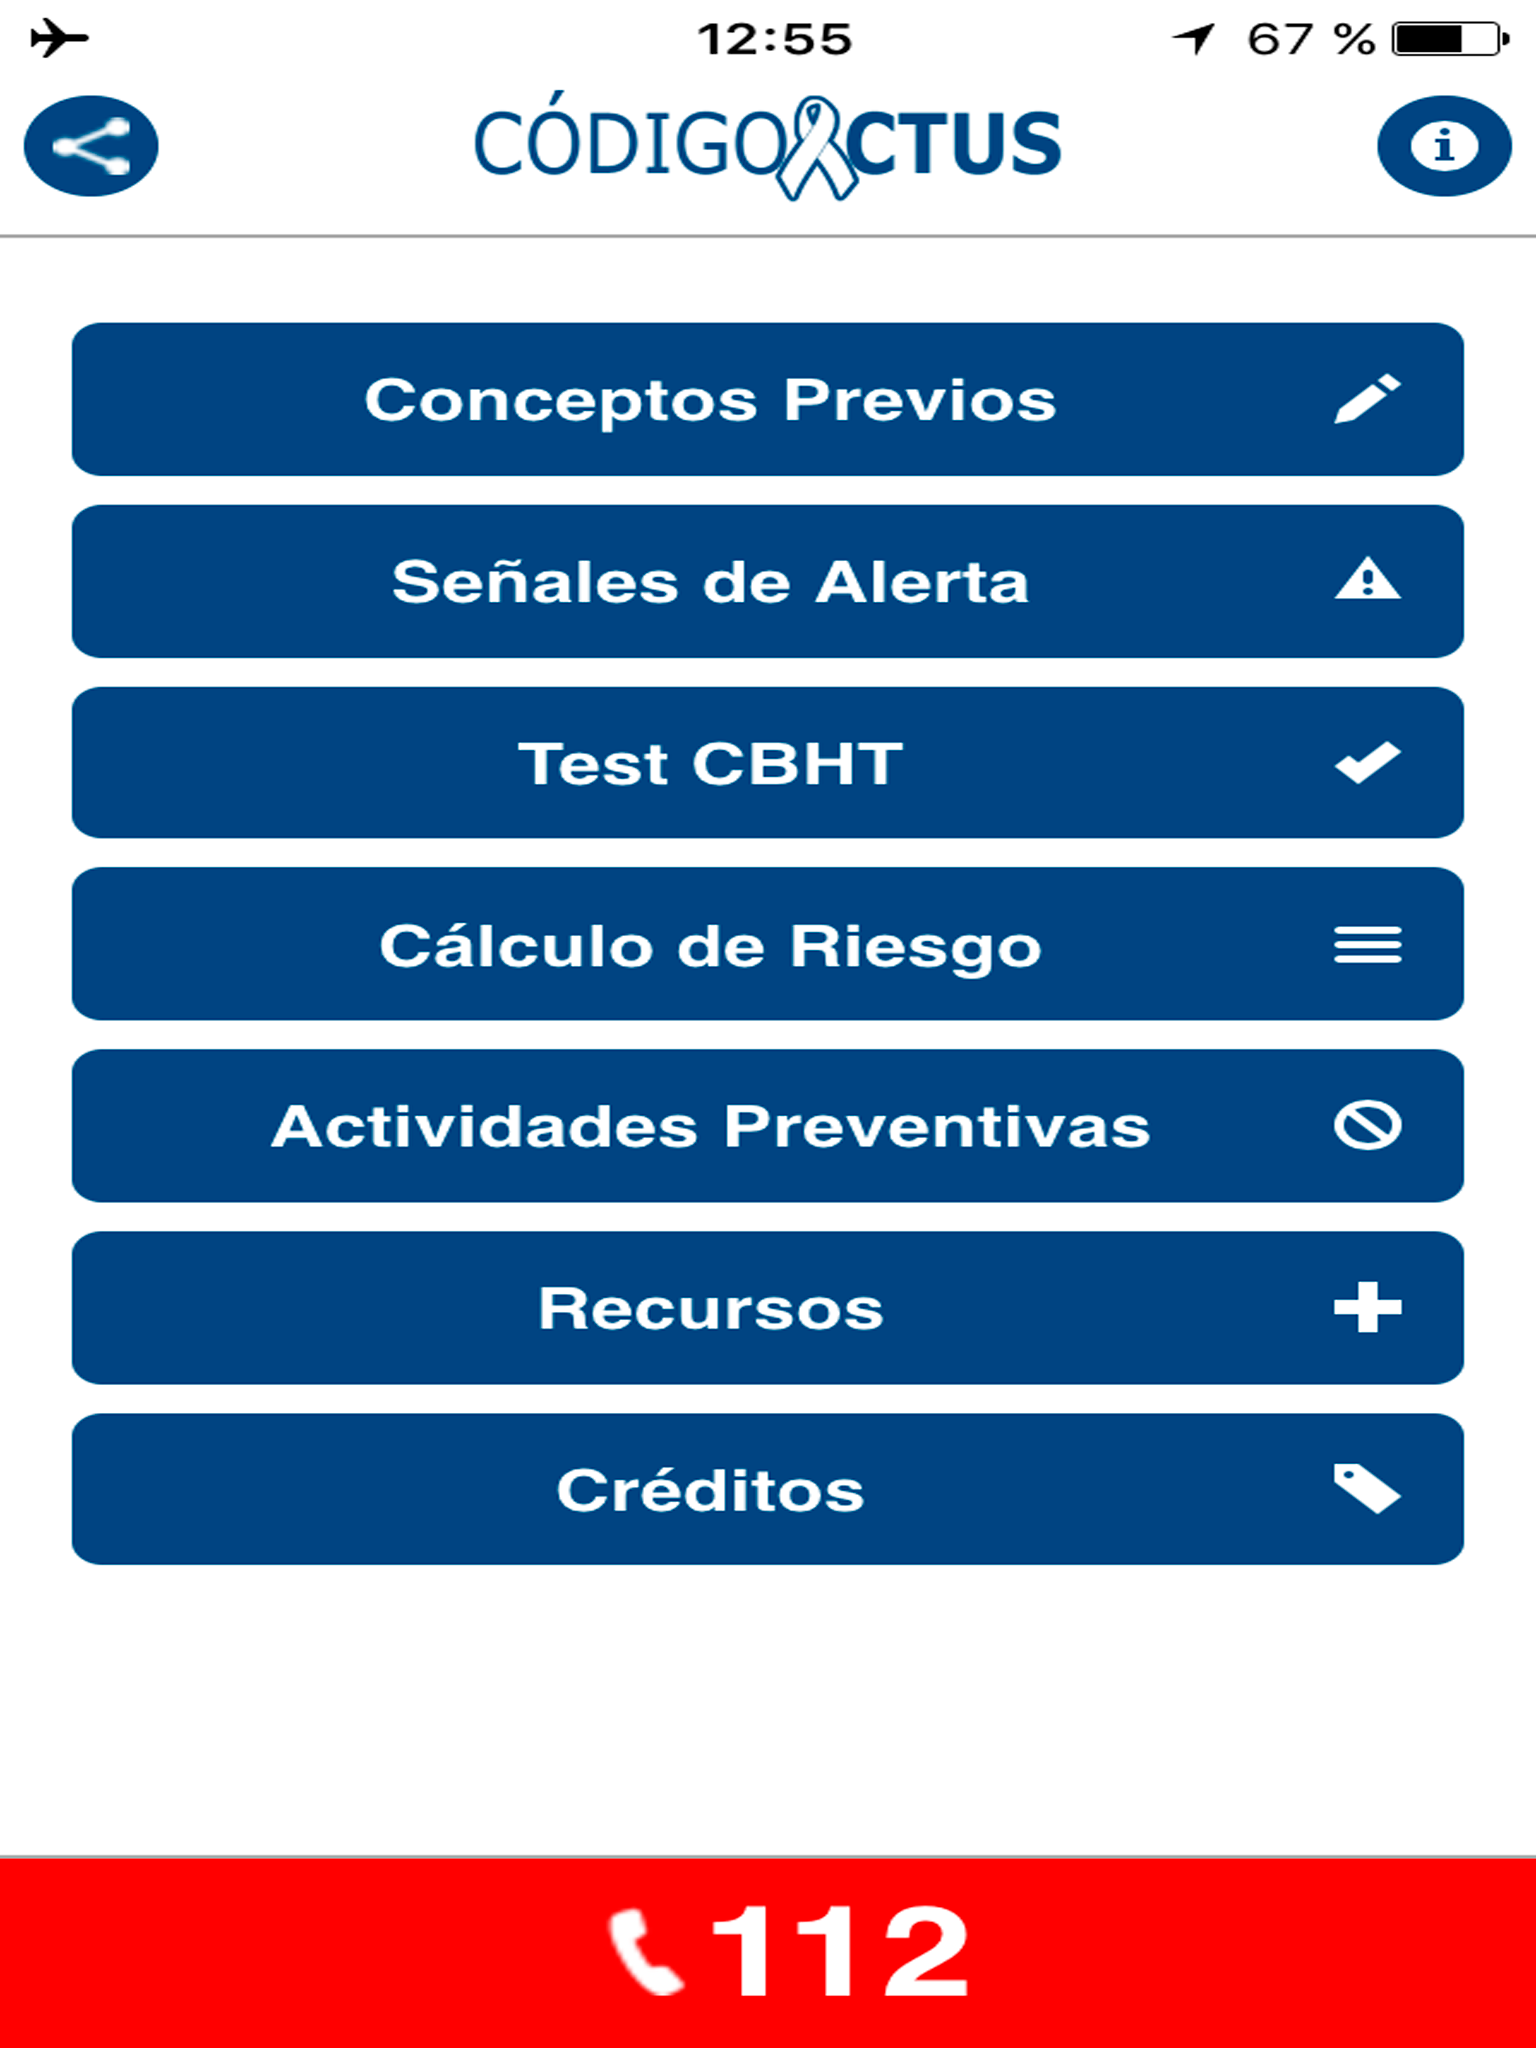 12:55
67 %
CÓDIGO CTUS
Conceptos Previos
Señales de Alerta
Test CBHT
Cálculo de Riesgo
Actividades Preventivas
Recursos
Créditos
112